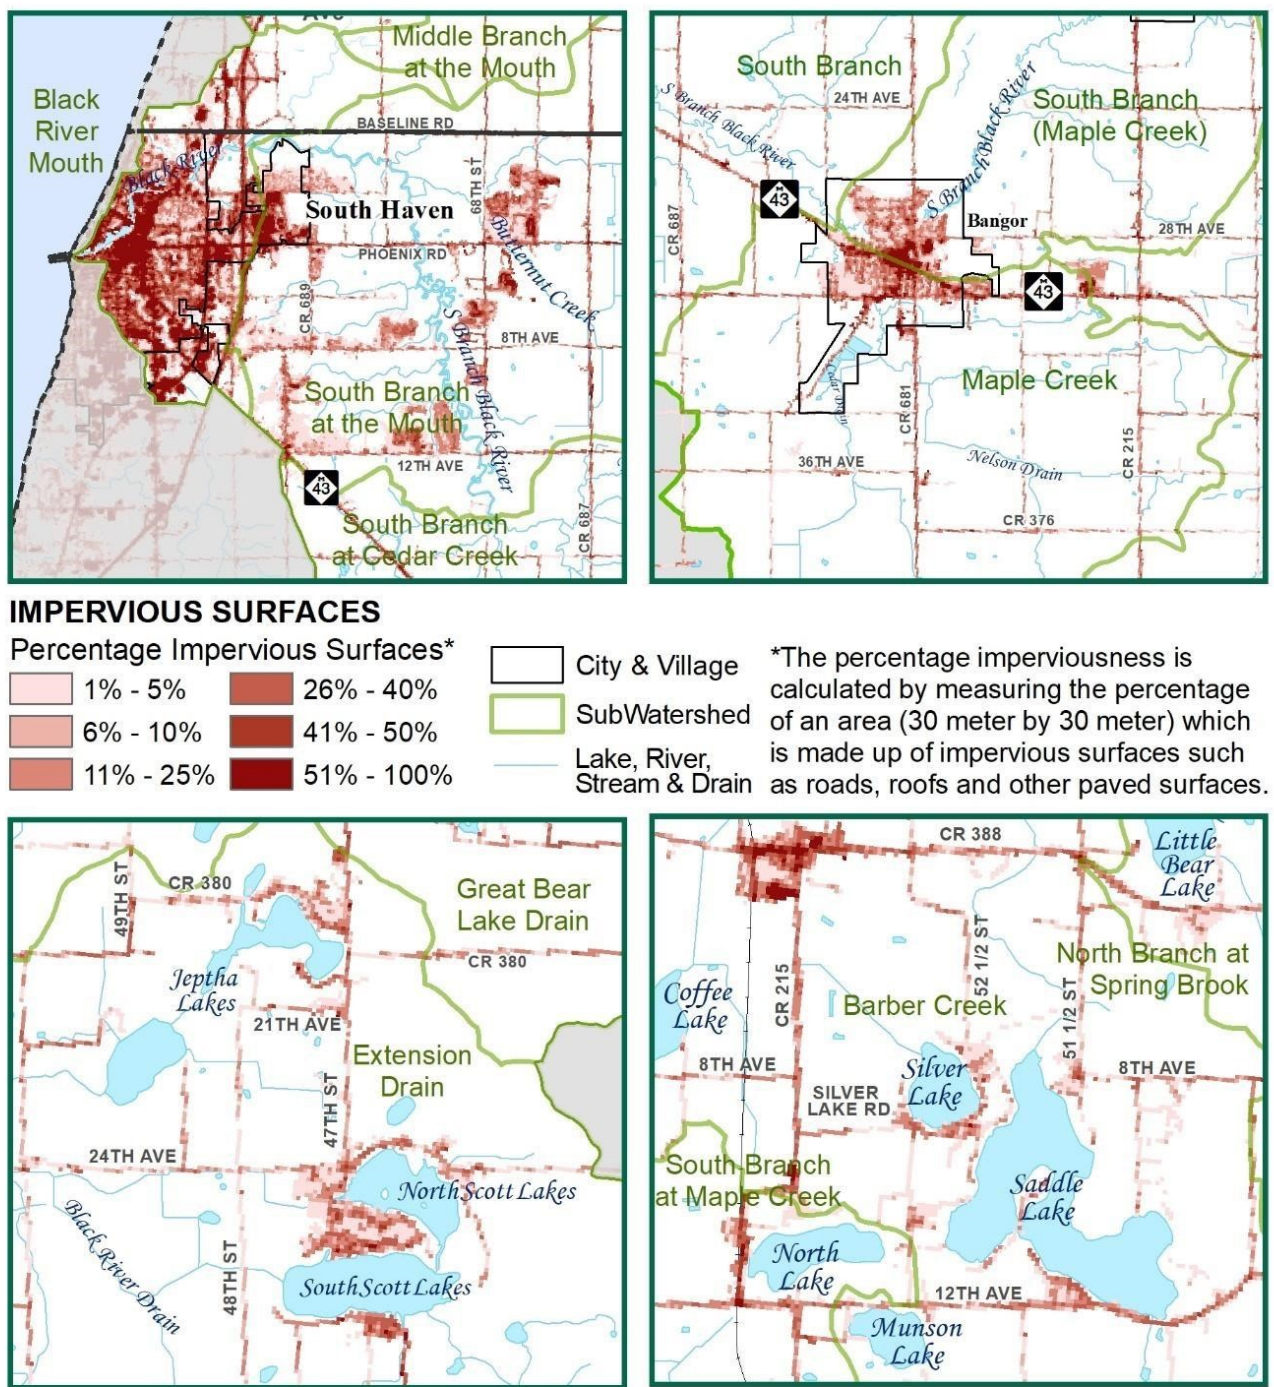 Ave
Middle Branch
at the Mouth
Black
River
Mouth
BASELINE RD
Black River
68TH ST
South Haven
Butternut Creek
PHOENIX RD
CR 689
S Branch Black River
8TH AVE
South Branch
at the Mouth
12TH AVE
M
43
South Branch
at Cedar Creek
CR 687
South Branch
S Branch Black River
24TH AVE
S Branch Black River
South Branch
(Maple Creek)
M
43
CR 687
Bangor
28TH AVE
M
43
Cedar Drain
Maple Creek
CR 681
CR 215
36TH AVE
Nelson Drain
CR 376
IMPERVIOUS SURFACES
Percentage Impervious Surfaces*
1% - 5%
6% - 10%
11% - 25%
26% - 40%
41% - 50%
51% - 100%
City & Village
SubWatershed
Lake, River,
Stream & Drain
*The percentage imperviousness is
calculated by measuring the percentage
of an area (30 meter by 30 meter) which
is made up of impervious surfaces such
as roads, roofs and other paved surfaces.
49TH ST
CR 380
Great Bear
Lake Drain
CR 380
Jeptha
Lakes
21TH AVE
Extension
Drain
47TH ST
24TH AVE
North Scott Lakes
Black River Drain
48TH ST
South Scott Lakes
CR 388
Little
Bear
Lake
52 1/2 ST
North Branch at
Spring Brook
Coffee
Lake
CR 215
Barber Creek
51 1/2 ST
8TH AVE
Silver
Lake
8TH AVE
SILVER
LAKE RD
South Branch
at Maple Creek
Saddle
Lake
North
Lake
12TH AVE
Munson
Lake